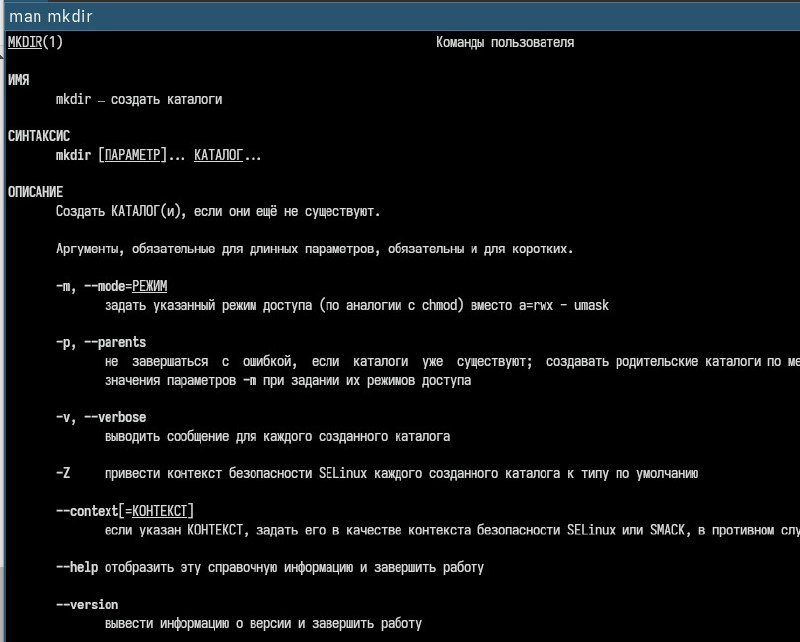 man mkdir
MKDIR(1) Команды пользователя
ИМЯ
mkdir – создать каталоги
СИНТАКСИС
mkdir [ПАРАМЕТР]... КАТАЛОГ...
ОПИСАНИЕ
Создать КАТАЛОГ(и), если они ещё не существуют.
Аргументы, обязательные для длинных параметров, обязательны и для коротких.
-m, --mode=РЕЖИМ
задать указанный режим доступа (по аналогии с chmod) вместо a=rwx - umask
-p, --parents
не завершаться с ошибкой, если каталоги уже существуют; создавать родительские каталоги по ме
значения параметров -m при задании их режимов доступа
-v, --verbose
выводить сообщение для каждого созданного каталога
-Z привести контекст безопасности SELinux каждого созданного каталога к типу по умолчанию
--context[=КОНТЕКСТ]
если указан КОНТЕКСТ, задать его в качестве контекста безопасности SELinux или SMACK, в противном слу
--help отобразить эту справочную информацию и завершить работу
--version
вывести информацию о версии и завершить работу